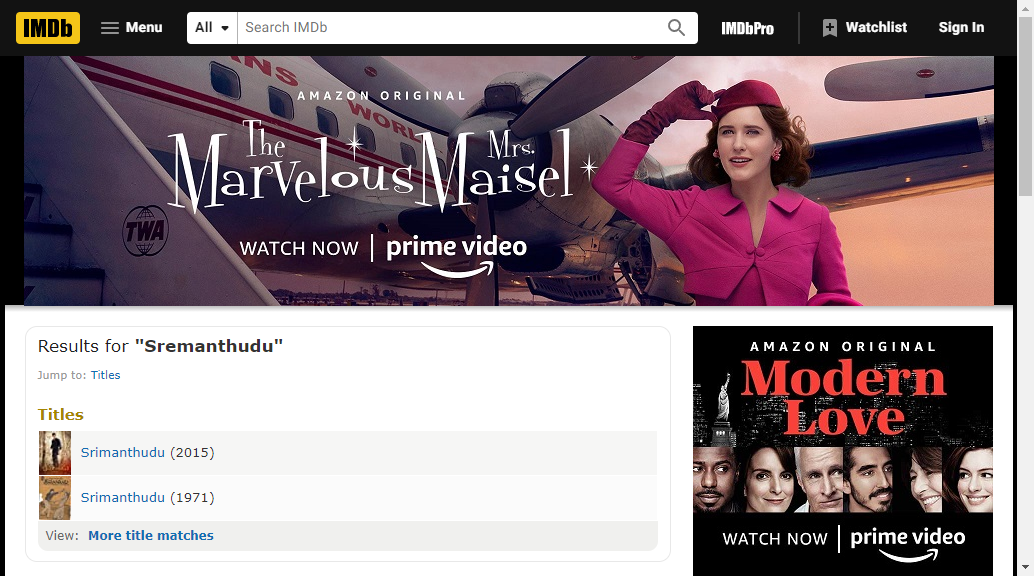 IMDb Menu All Search IMDb IMDbPro Watchlist Sign In
TRANS WORL
AMAZON ORIGINAL
The Marvelous Mrs. Maisel
TWA
WATCH NOW | prime video
Results for "Sremanthudu"
Jump to: Titles
Titles
Srimanthudu (2015)
Srimanthudu (1971)
View: More title matches
AMAZON ORIGINAL
Modern
Love
WATCH NOW | prime video